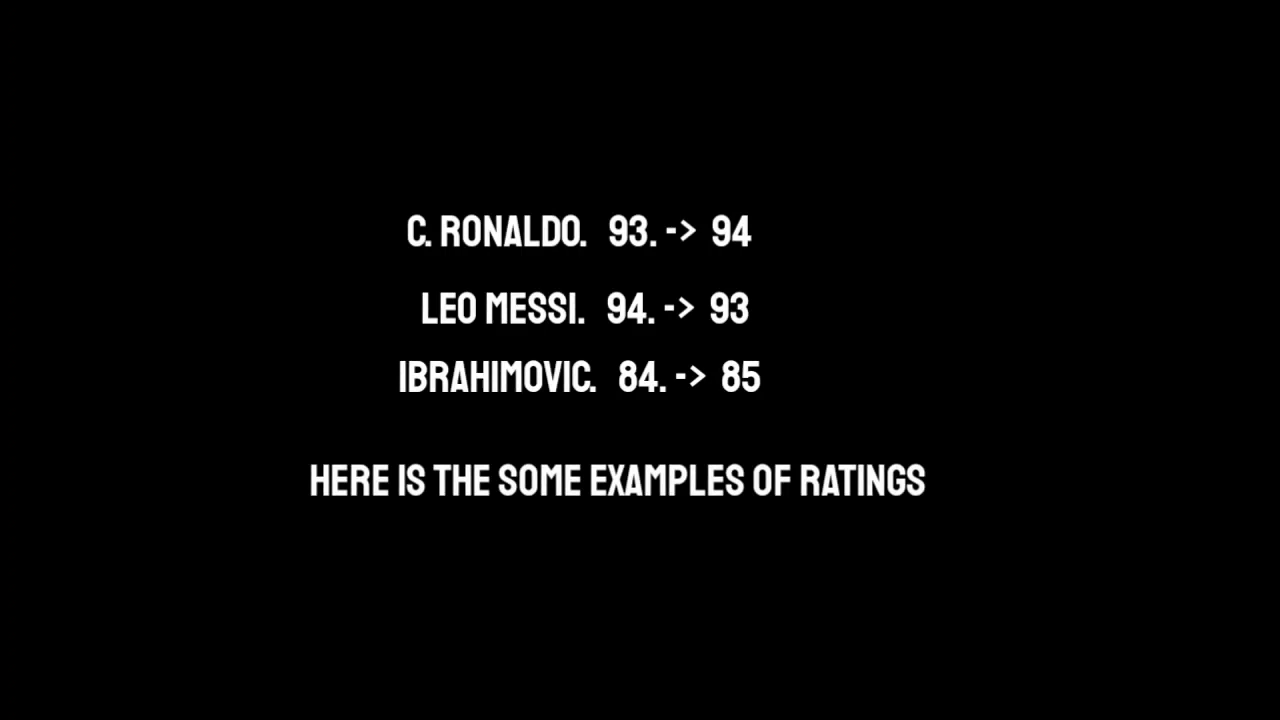 C. RONALDO. 93. -> 94
LEO MESSI. 94. -> 93
IBRAHIMOVIC. 84. -> 85
HERE IS THE SOME EXAMPLES OF RATINGS